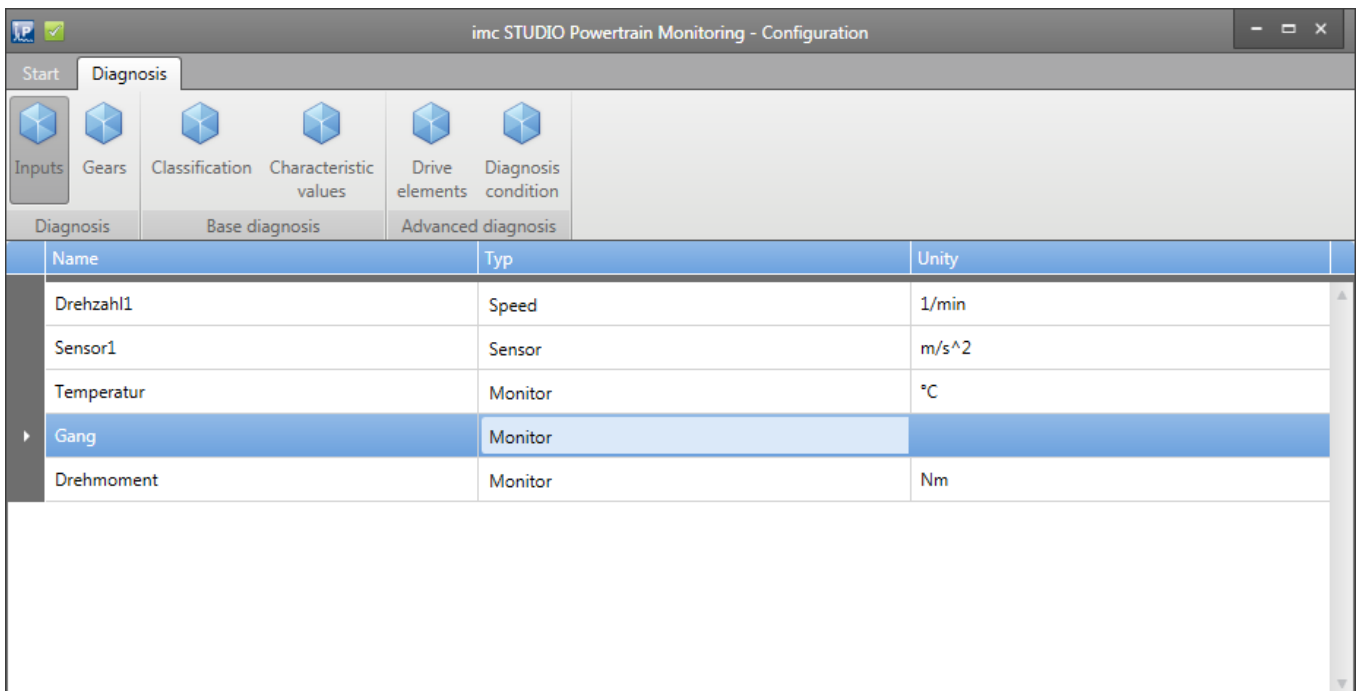 imc STUDIO Powertrain Monitoring - Configuration
Start Diagnosis
Inputs Gears Classification Characteristic values Drive elements Diagnosis condition
Diagnosis Base diagnosis Advanced diagnosis
Name Typ Unity
Drehzahl1 Speed 1/min
Sensor1 Sensor m/s^2
Temperatur Monitor °C
Gang Monitor
Drehmoment Monitor Nm